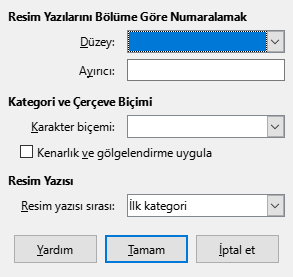 Resim Yazılarını Bölüme Göre Numaralamak
Düzey:
Ayırıcı:
Kategori ve Çerçeve Biçimi
Karakter biçemi:
Kenarlık ve gölgelendirme uygula
Resim Yazısı
Resim yazısı sırası: İlk kategori
Yardım Tamam İptal et